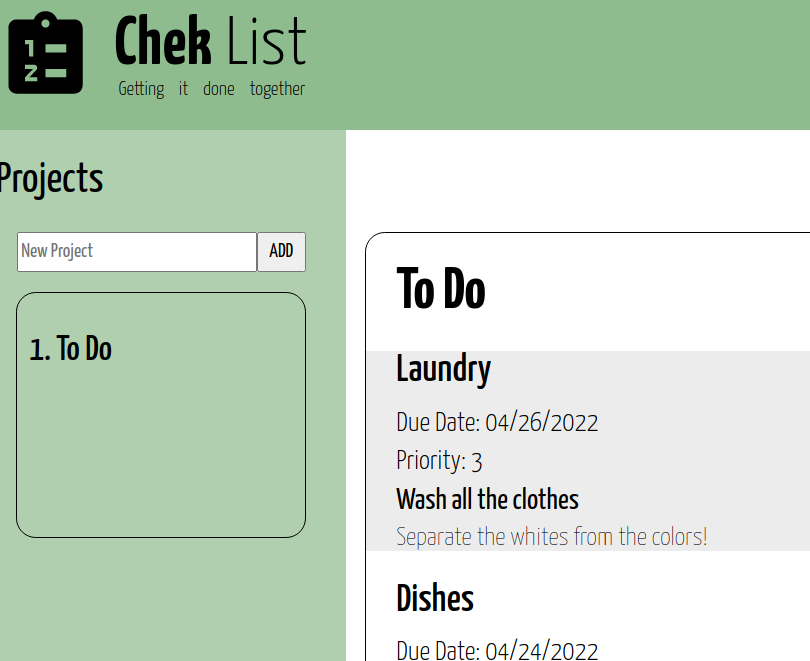 1
2
Chek List
Getting it done together
Projects
New Project
ADD
1. To Do
To Do
Laundry
Due Date: 04/26/2022
Priority: 3
Wash all the clothes
Separate the whites from the colors!
Dishes
Due Date: 04/24/2022